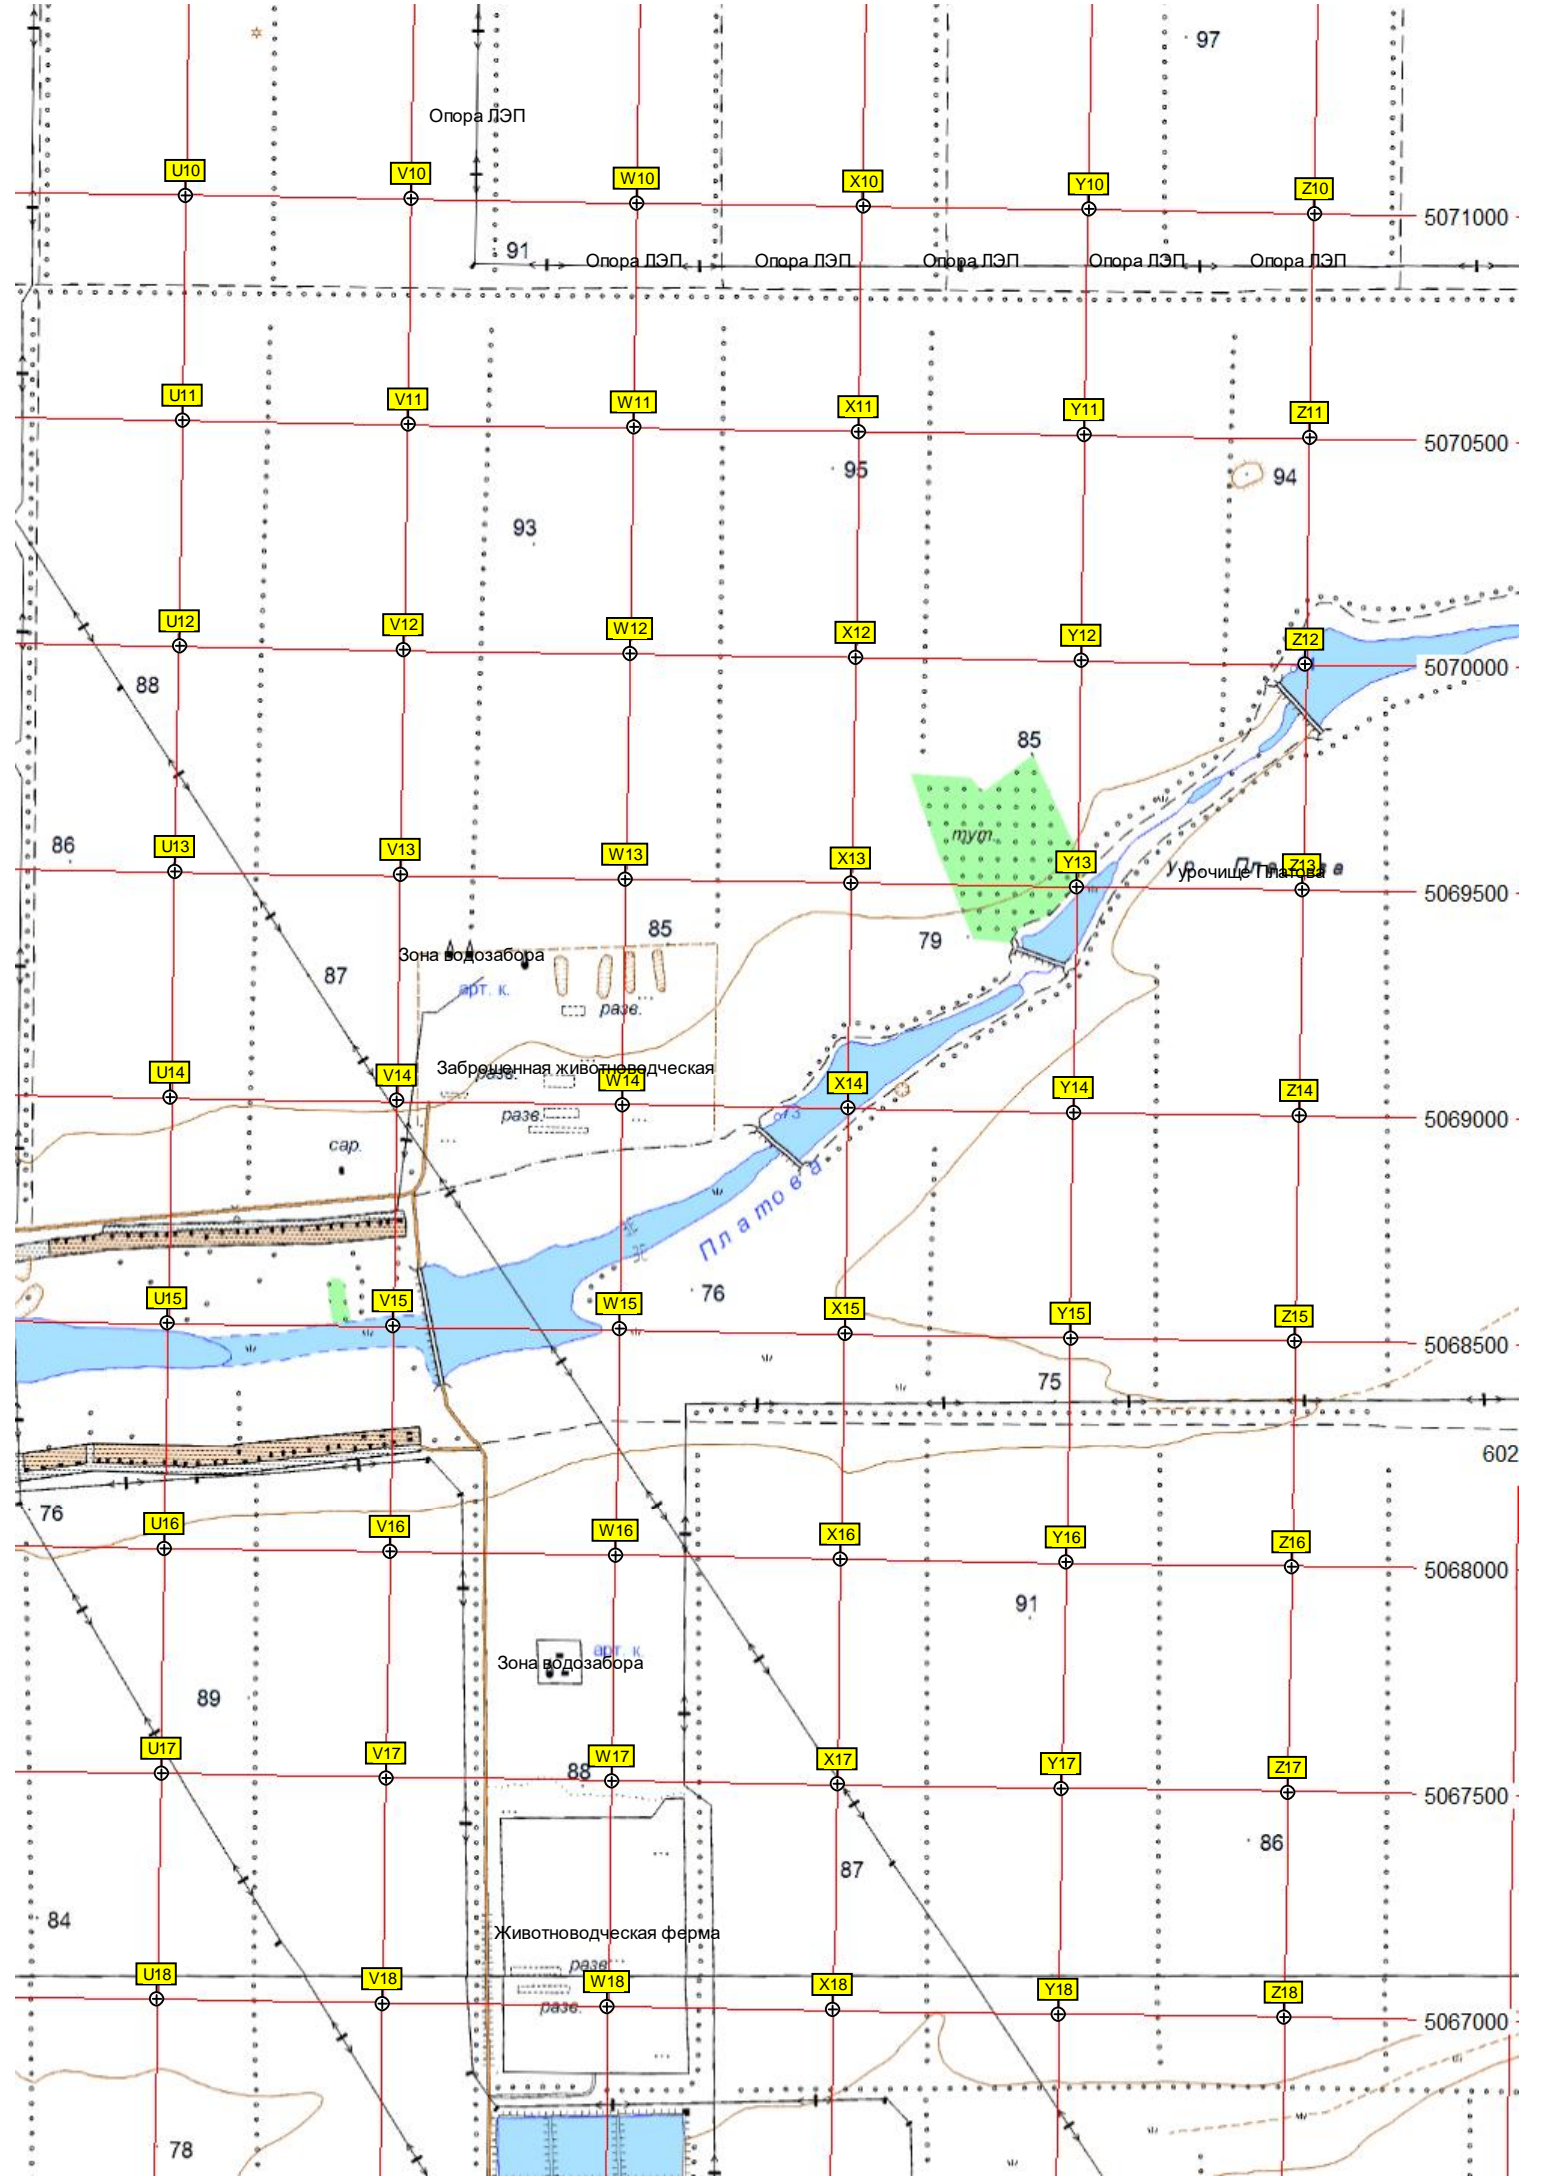 97
Опора ЛЭП
U10
V10
W10
X10
Y10
Z10
5071000
91
Опора ЛЭП
Опора ЛЭП
Опора ЛЭП
Опора ЛЭП
Опора ЛЭП
U11
V11
W11
X11
Y11
Z11
5070500
95
94
93
U12
V12
W12
X12
Y12
Z12
5070000
88
85
тут.
86
U13
V13
W13
X13
Y13
Z13
урочище Платова
5069500
85
79
Зона водозабора
87
арт. к.
разв.
Заброшенная животноводческая
разв.
U14
V14
W14
X14
Y14
Z14
5069000
разв.
сар.
Платова
76
U15
V15
W15
X15
Y15
Z15
5068500
75
602
76
U16
V16
W16
X16
Y16
Z16
5068000
91
арт. к.
Зона водозабора
89
U17
V17
W17
X17
Y17
Z17
88
5067500
86
87
84
Животноводческая ферма
разв.
U18
V18
W18
X18
Y18
Z18
разв.
5067000
78